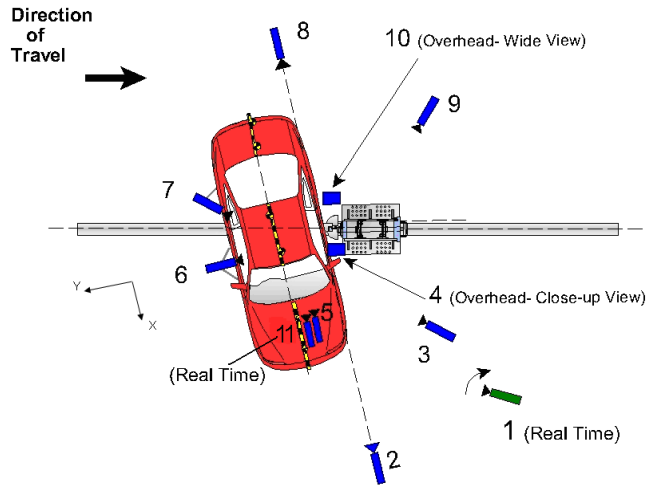 Direction
of
Travel
8
10 (Overhead- Wide View)
9
7
6
Y
X
4 (Overhead- Close-up View)
5
11
3
(Real Time)
1 (Real Time)
2